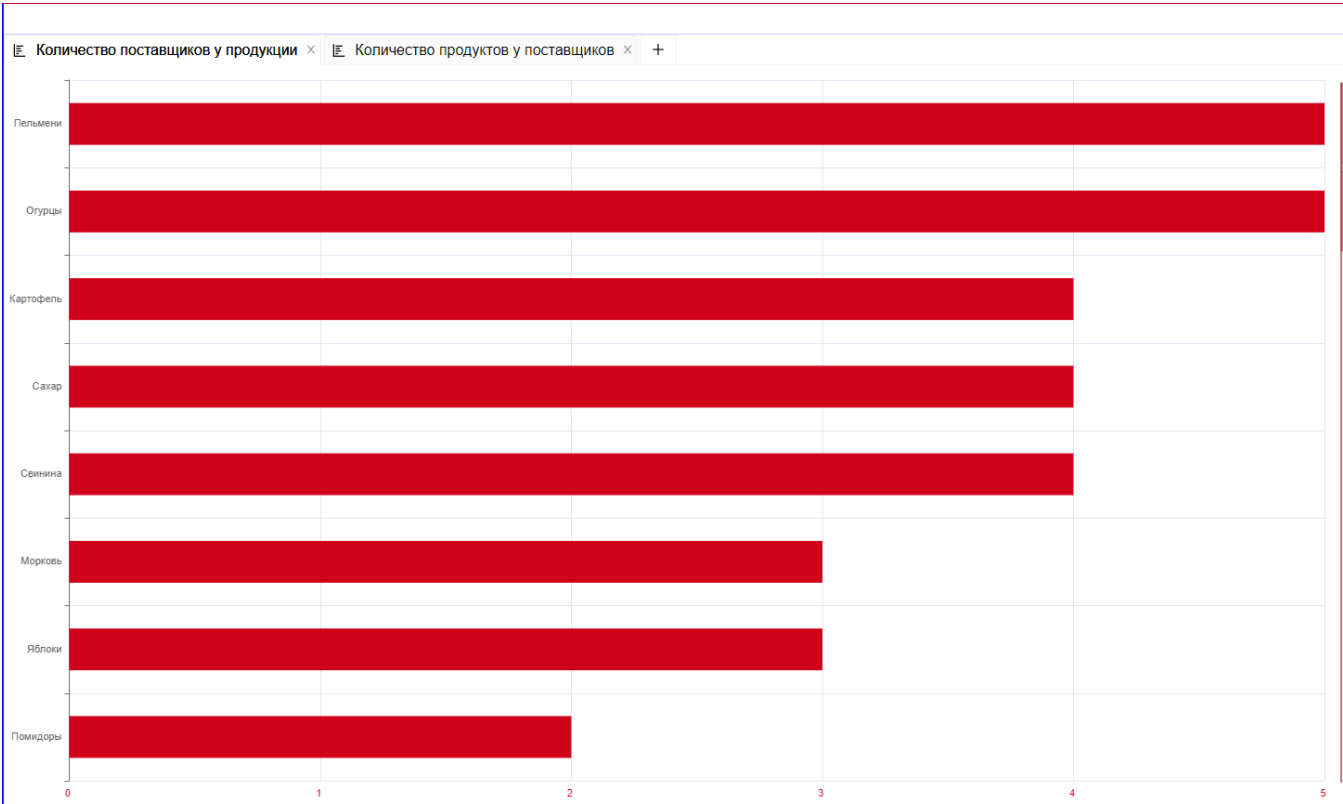 Количество поставщиков у продукции × Количество продуктов у поставщиков × +
Пельмени
Огурцы
Картофель
Сахар
Свинина
Морковь
Яблоки
Помидоры
0 1 2 3 4 5